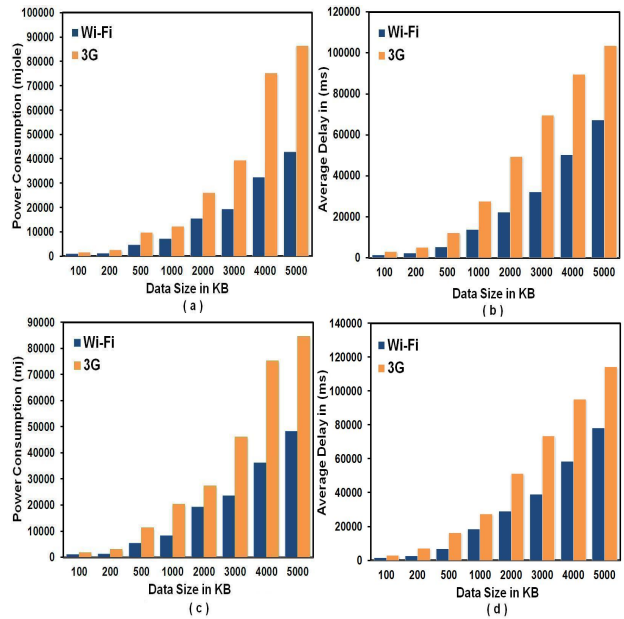 100000
90000
80000
70000
60000
50000
40000
30000
20000
10000
0
Power Consumption (mjole)
Wi-Fi
3G
100 200 500 1000 2000 3000 4000 5000
Data Size in KB
( a )
120000
100000
80000
60000
40000
20000
0
Average Delay in (ms)
Wi-Fi
3G
100 200 500 1000 2000 3000 4000 5000
Data Size in KB
( b )
90000
80000
70000
60000
50000
40000
30000
20000
10000
0
Power Consumption (mj)
Wi-Fi
3G
100 200 500 1000 2000 3000 4000 5000
Data Size in KB
( c )
140000
120000
100000
80000
60000
40000
20000
0
Average Delay in (ms)
Wi-Fi
3G
100 200 500 1000 2000 3000 4000 5000
Data Size in KB
( d )